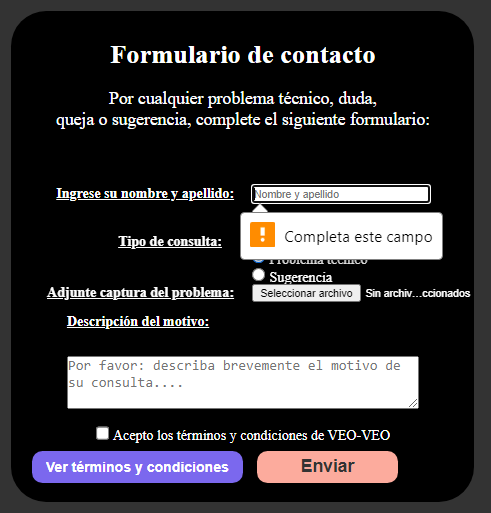 Formulario de contacto
Por cualquier problema técnico, duda,
queja o sugerencia, complete el siguiente formulario:
Ingrese su nombre y apellido:
Nombre y apellido
Completa este campo
Tipo de consulta:
Problema técnico
Sugerencia
Adjunte captura del problema:
Seleccionar archivo Sin archiv...ccionados
Descripción del motivo:
Por favor: describa brevemente el motivo de
su consulta....
Acepto los términos y condiciones de VEO-VEO
Ver términos y condiciones
Enviar